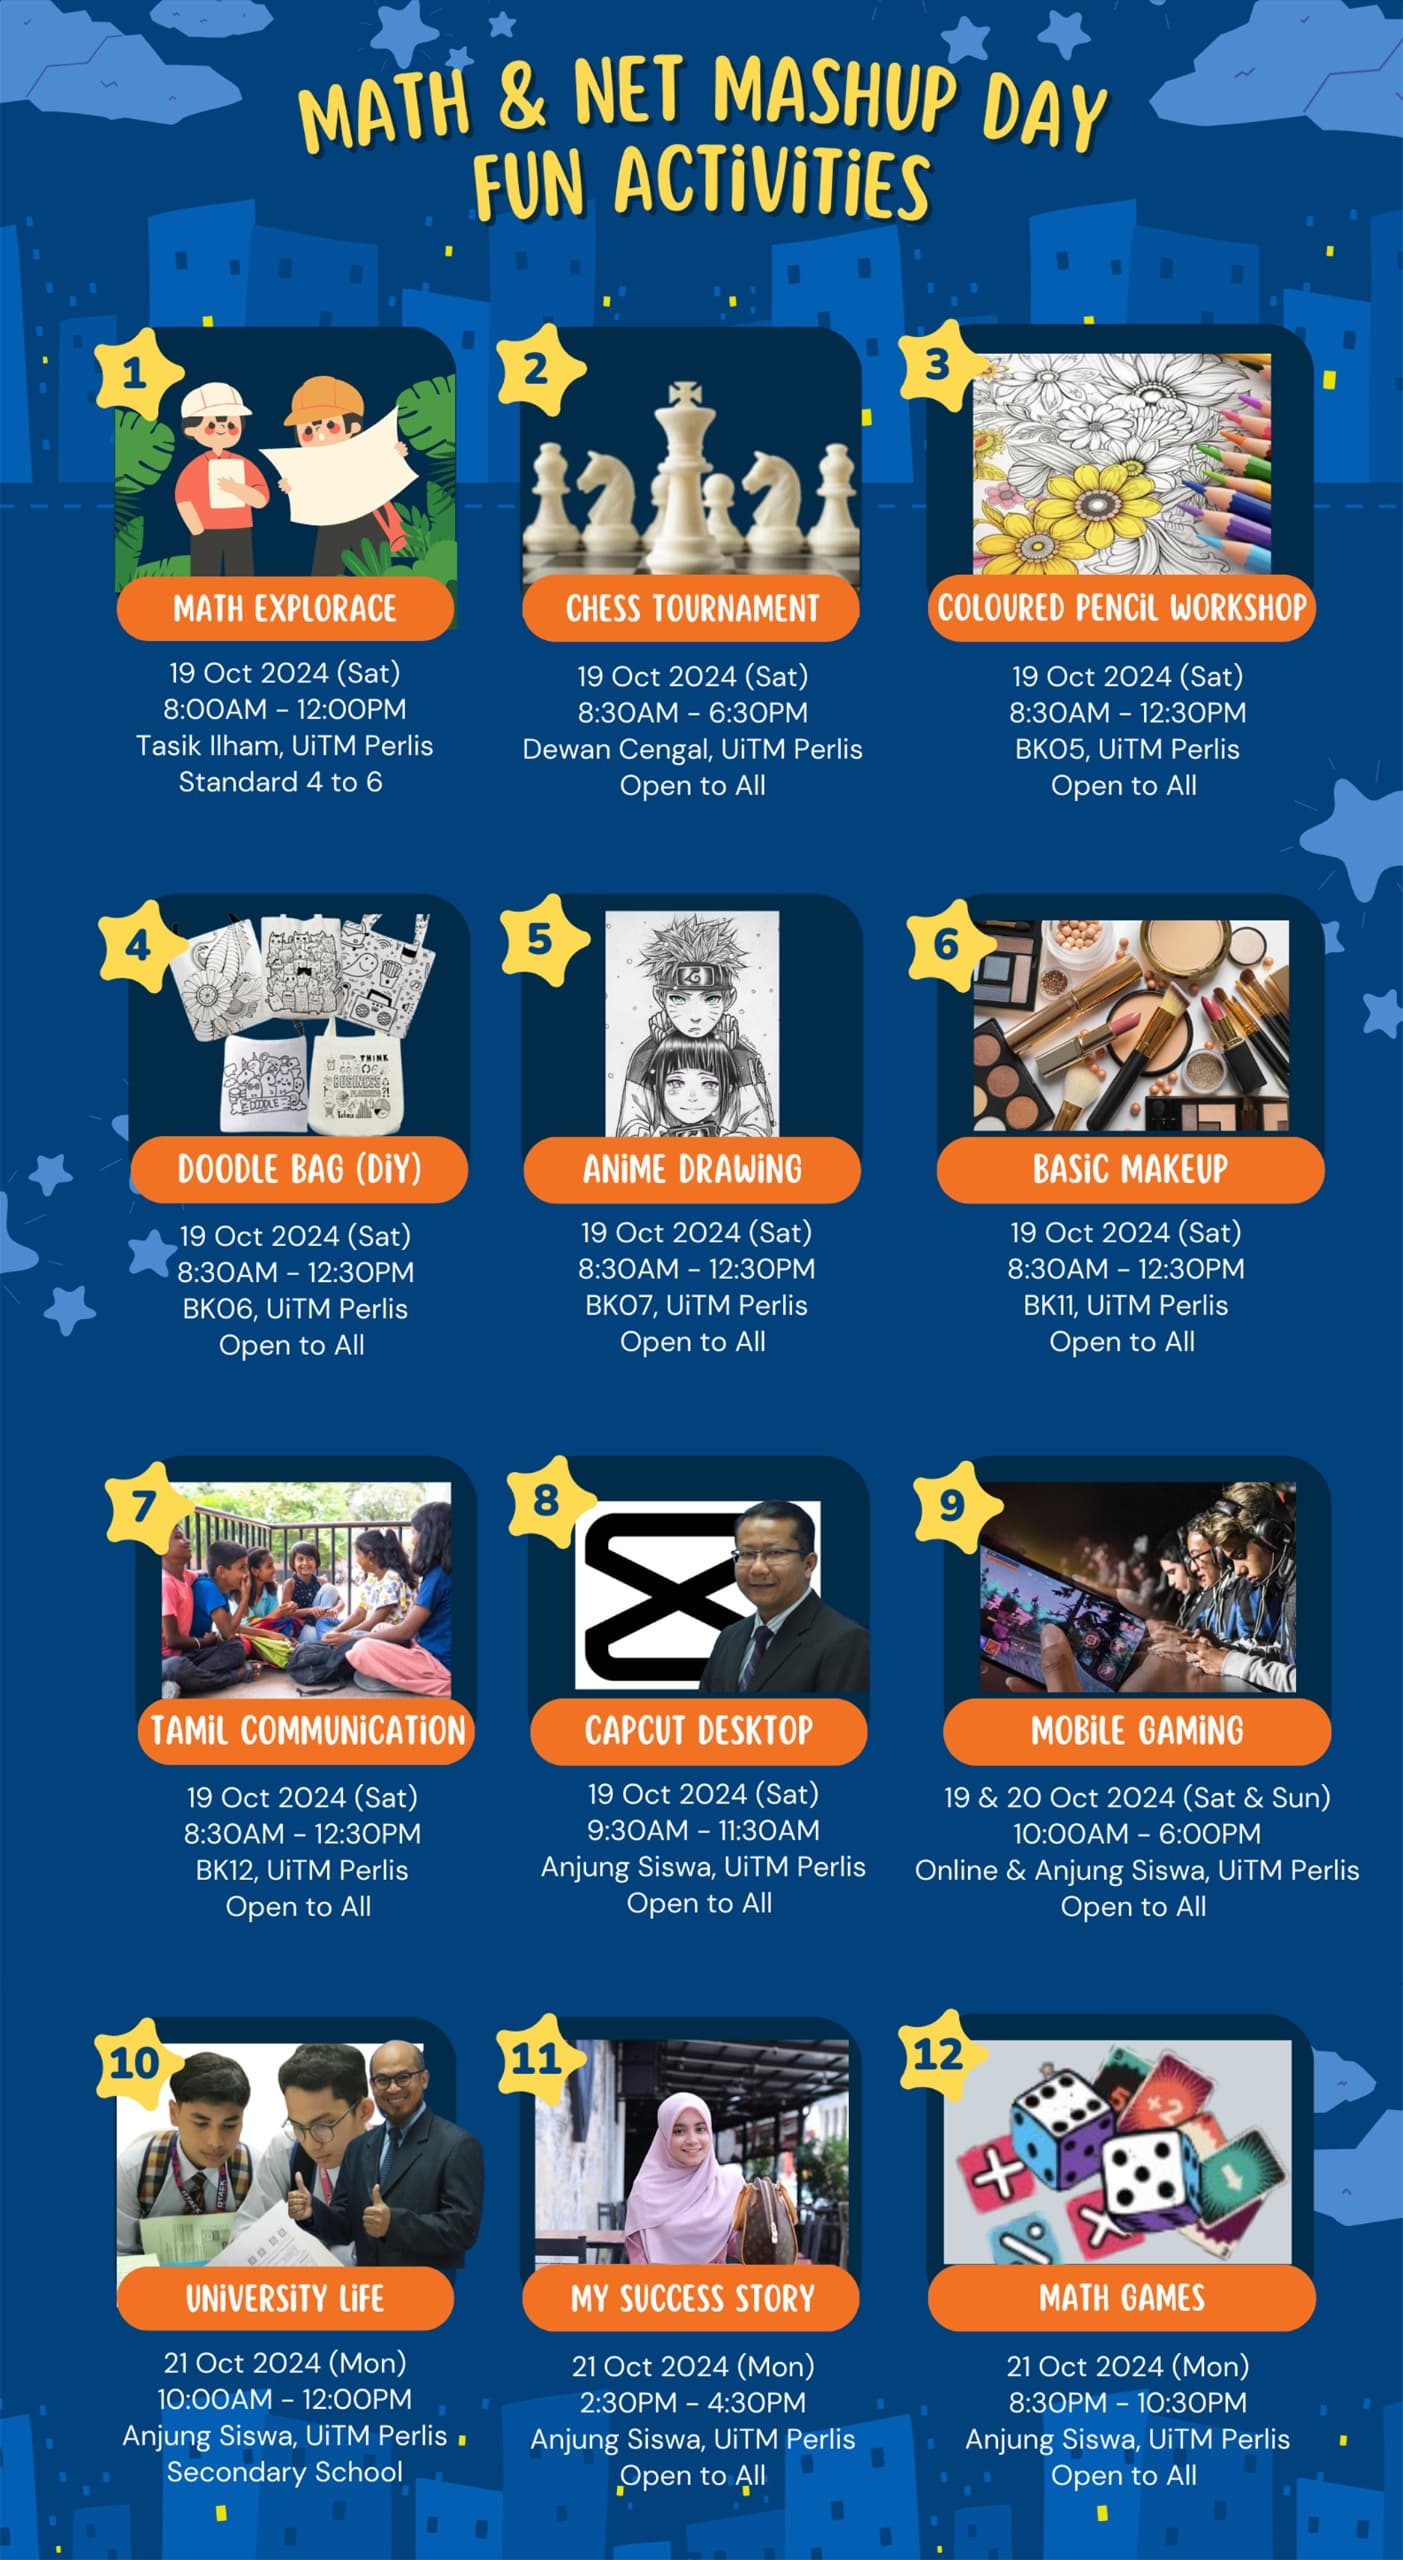 MATH & NET MASHUP DAY
FUN ACTiViTiES
1
MATH EXPLORACE
19 Oct 2024 (Sat)
8:00AM - 12:00PM
Tasik Ilham, UiTM Perlis
Standard 4 to 6
2
CHESS TOURNAMENT
19 Oct 2024 (Sat)
8:30AM - 6:30PM
Dewan Cengal, UiTM Perlis
Open to All
3
COLOURED PENCiL WORKSHOP
19 Oct 2024 (Sat)
8:30AM - 12:30PM
BK05, UiTM Perlis
Open to All
4
DOODLE
THINK
BUSINESS
PLANNING
DOODLE BAG (DiY)
19 Oct 2024 (Sat)
8:30AM - 12:30PM
BK06, UiTM Perlis
Open to All
5
ANiME DRAWiNG
19 Oct 2024 (Sat)
8:30AM - 12:30PM
BK07, UiTM Perlis
Open to All
6
BASiC MAKEUP
19 Oct 2024 (Sat)
8:30AM - 12:30PM
BK11, UiTM Perlis
Open to All
7
TAMiL COMMUNiCATiON
19 Oct 2024 (Sat)
8:30AM - 12:30PM
BK12, UiTM Perlis
Open to All
8
CAPCUT DESKTOP
19 Oct 2024 (Sat)
9:30AM - 11:30AM
Anjung Siswa, UiTM Perlis
Open to All
9
MOBiLE GAMiNG
19 & 20 Oct 2024 (Sat & Sun)
10:00AM - 6:00PM
Online & Anjung Siswa, UiTM Perlis
Open to All
10
UNiVERSiTY LiFE
21 Oct 2024 (Mon)
10:00AM - 12:00PM
Anjung Siswa, UiTM Perlis
Secondary School
11
MY SUCCESS STORY
21 Oct 2024 (Mon)
2:30PM - 4:30PM
Anjung Siswa, UiTM Perlis
Open to All
12
5
+2
MATH GAMES
21 Oct 2024 (Mon)
8:30PM - 10:30PM
Anjung Siswa, UiTM Perlis
Open to All